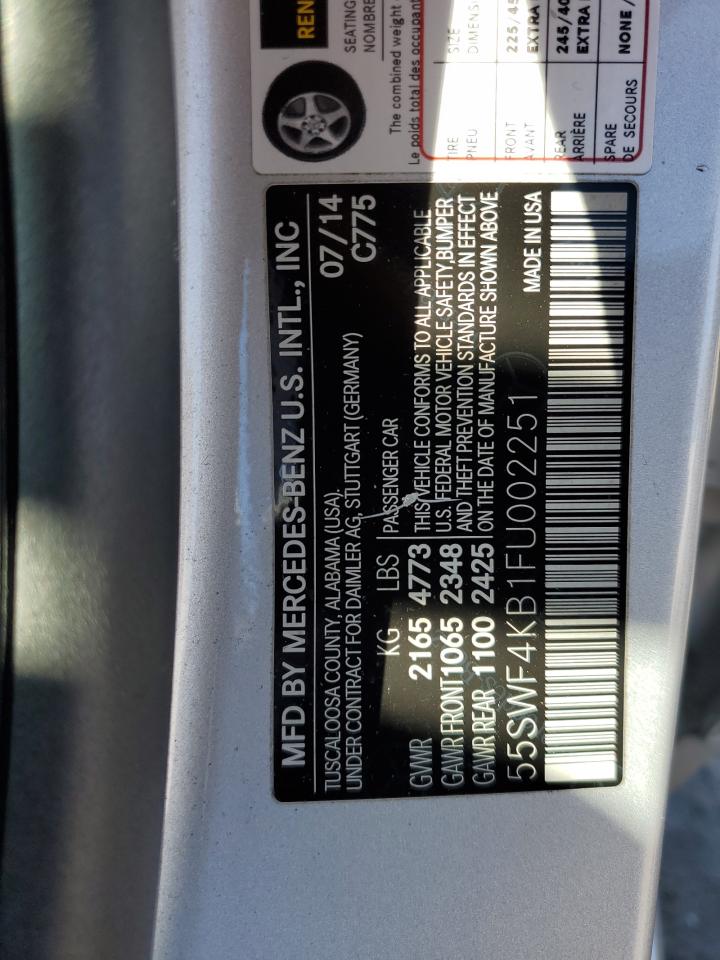 MFD BY MERCEDES-BENZ U.S. INTL., INC
TUSCALOOSA COUNTY, ALABAMA (USA), 07/14
UNDER CONTRACT FOR DAIMLER AG, STUTTGART (GERMANY) C775
KG LBS PASSENGER CAR
GVWR 2165 4773 THIS VEHICLE CONFORMS TO ALL APPLICABLE
GAWR FRONT 1065 2348 U.S. FEDERAL MOTOR VEHICLE SAFETY, BUMPER
AND THEFT PREVENTION STANDARDS IN EFFECT
GAWR REAR 1100 2425 ON THE DATE OF MANUFACTURE SHOWN ABOVE
55SWF4KB1FU002251 MADE IN USA
SEATING
NOMBRE
The combined weight
Le poids total des occupant
TIRE SIZE
PNEU
FRONT 225/45
AVANT EXTRA
REAR 245/40
ARRIÈRE EXTRA
SPARE NONE /
DE SECOURS